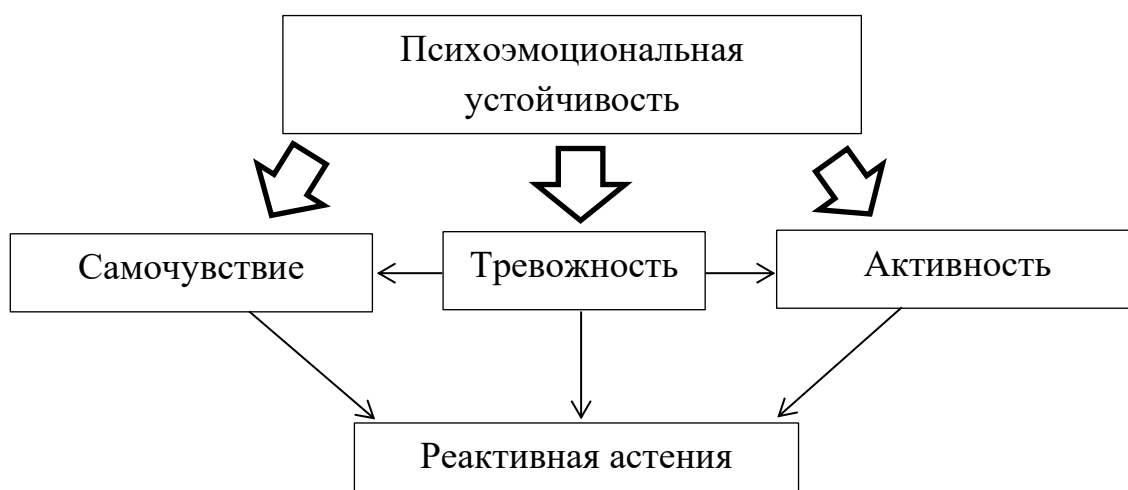 Психоэмоциональная
устойчивость
Самочувствие
Тревожность
Активность
Реактивная астения